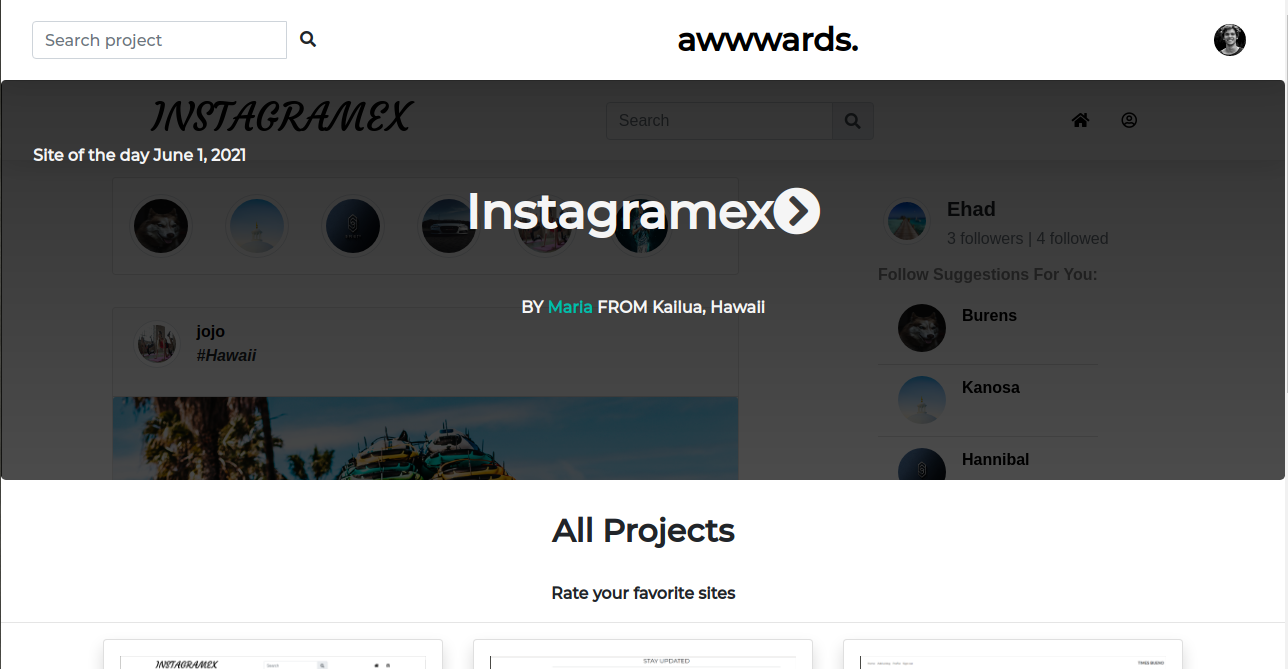 Search project
awwwards.
INSTAGRAMEX
Search
Site of the day June 1, 2021
Instagramex
Ehad
3 followers | 4 followed
Follow Suggestions For You:
BY Maria FROM Kailua, Hawaii
Burens
jojo
#Hawaii
Kanosa
Hannibal
All Projects
Rate your favorite sites
INSTAGRAMEX
Search
STAY UPDATED